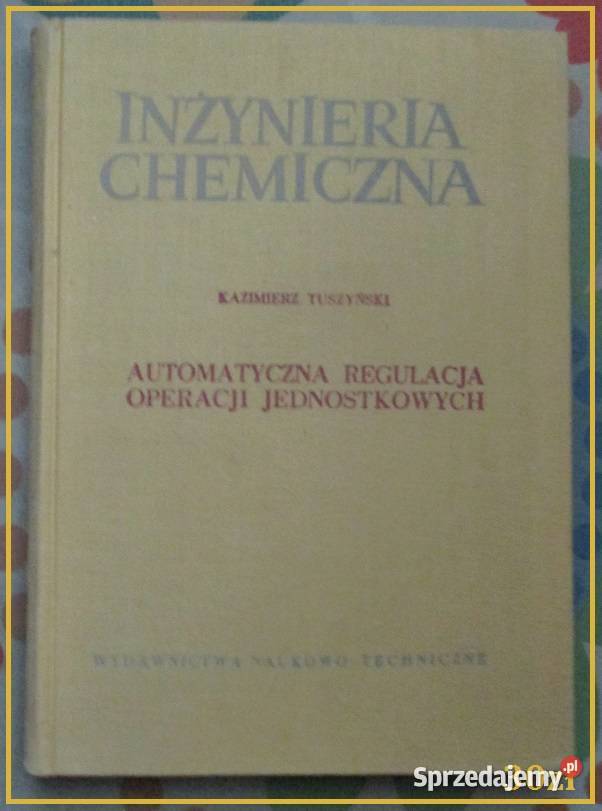 INŻYNIERIA
CHEMICZNA
KAZIMIERZ TUSZYŃSKI
AUTOMATYCZNA REGULACJA
OPERACJI JEDNOSTKOWYCH
WYDAWNICTWA NAUKOWO-TECHNICZNE
Sprzedajemy.pl